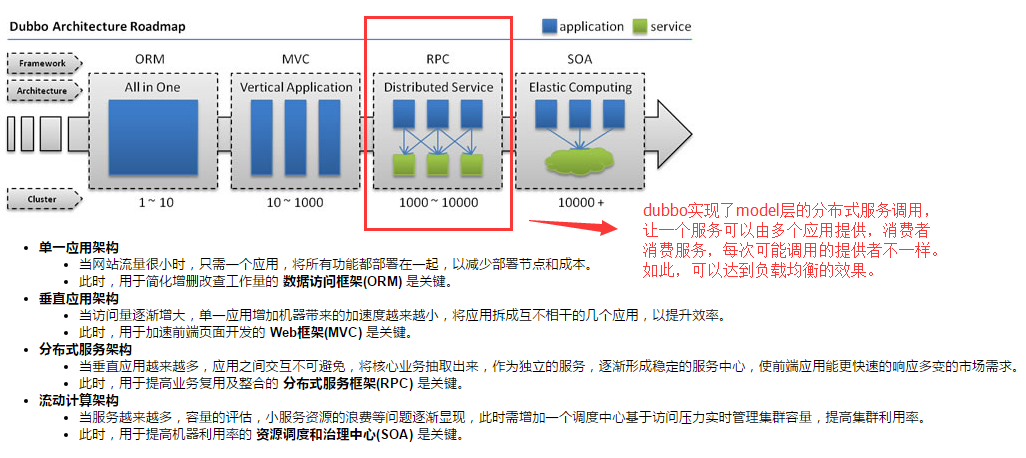 Dubbo Architecture Roadmap
application
service
Framework
ORM
MVC
RPC
SOA
Architecture
All in One
Vertical Application
Distributed Service
Elastic Computing
Cluster
1 ~ 10
10 ~ 1000
1000 ~ 10000
10000 +
dubbo实现了model层的分布式服务调用，
让一个服务可以由多个应用提供，消费者
消费服务，每次可能调用的提供者不一样。
如此，可以达到负载均衡的效果。
单一应用架构
当网站流量很小时，只需一个应用，将所有功能都部署在一起，以减少部署节点和成本。
此时，用于简化增删改查工作量的 数据访问框架(ORM) 是关键。
垂直应用架构
当访问量逐渐增大，单一应用增加机器带来的加速度越来越小，将应用拆成互不相干的几个应用，以提升效率。
此时，用于加速前端页面开发的 Web框架(MVC) 是关键。
分布式服务架构
当垂直应用越来越多，应用之间交互不可避免，将核心业务抽取出来，作为独立的服务，逐渐形成稳定的服务中心，使前端应用能更快速的响应多变的市场需求。
此时，用于提高业务复用及整合的 分布式服务框架(RPC) 是关键。
流动计算架构
当服务越来越多，容量的评估，小服务资源的浪费等问题逐渐显现，此时需增加一个调度中心基于访问压力实时管理集群容量，提高集群利用率。
此时，用于提高机器利用率的 资源调度和治理中心(SOA) 是关键。